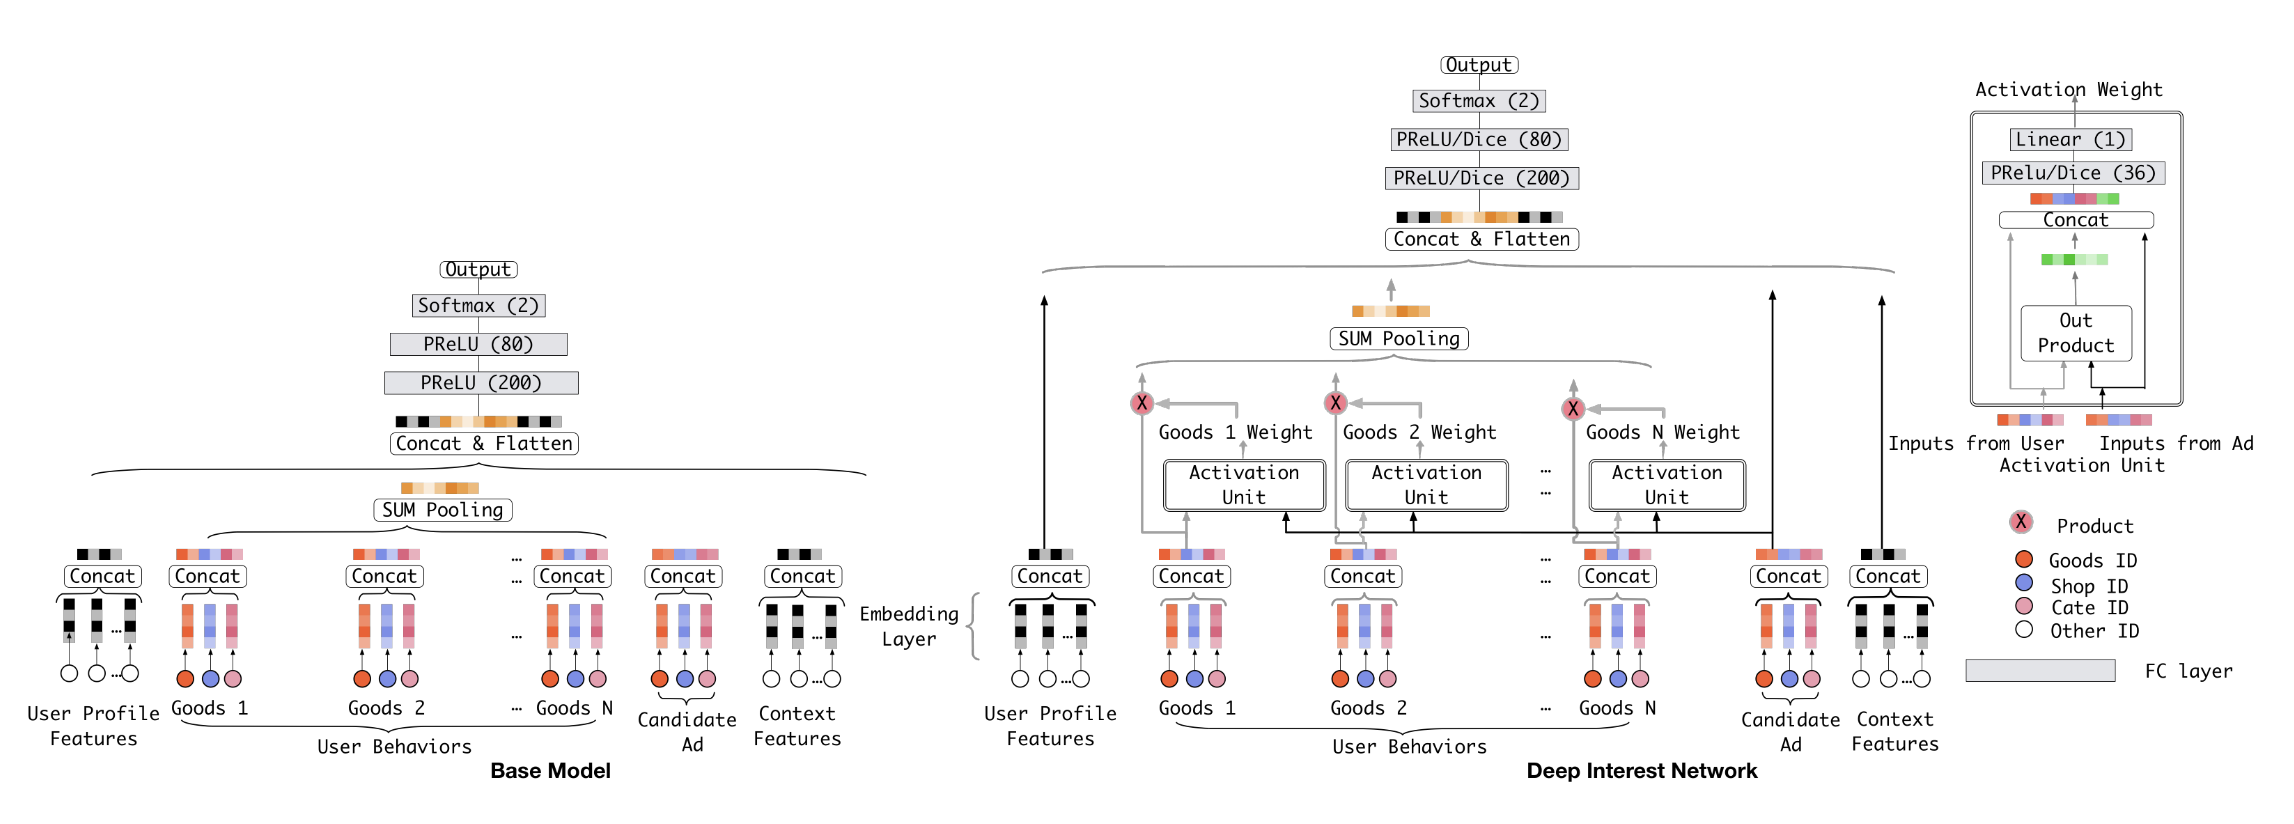 Output
Softmax (2)
PReLU (80)
PReLU (200)
Concat & Flatten
SUM Pooling
...
Concat
Concat
Concat
...
Concat
Concat
Concat
...
...
...
...
...
Goods 1
Goods 2
...
Goods N
User Profile
Features
User Behaviors
Candidate
Ad
Context
Features
Base Model
Embedding
Layer
Output
Softmax (2)
PReLU/Dice (80)
PReLU/Dice (200)
Concat & Flatten
SUM Pooling
X
X
X
Goods 1 Weight
Goods 2 Weight
Goods N Weight
Activation
Unit
Activation
Unit
...
...
Activation
Unit
...
Concat
Concat
Concat
...
Concat
Concat
Concat
...
...
...
...
...
Goods 1
Goods 2
...
Goods N
User Profile
Features
User Behaviors
Candidate
Ad
Context
Features
Deep Interest Network
Activation Weight
Linear (1)
PRelu/Dice (36)
Concat
Out
Product
Inputs from User
Inputs from Ad
Activation Unit
X
Product
Goods ID
Shop ID
Cate ID
Other ID
FC layer